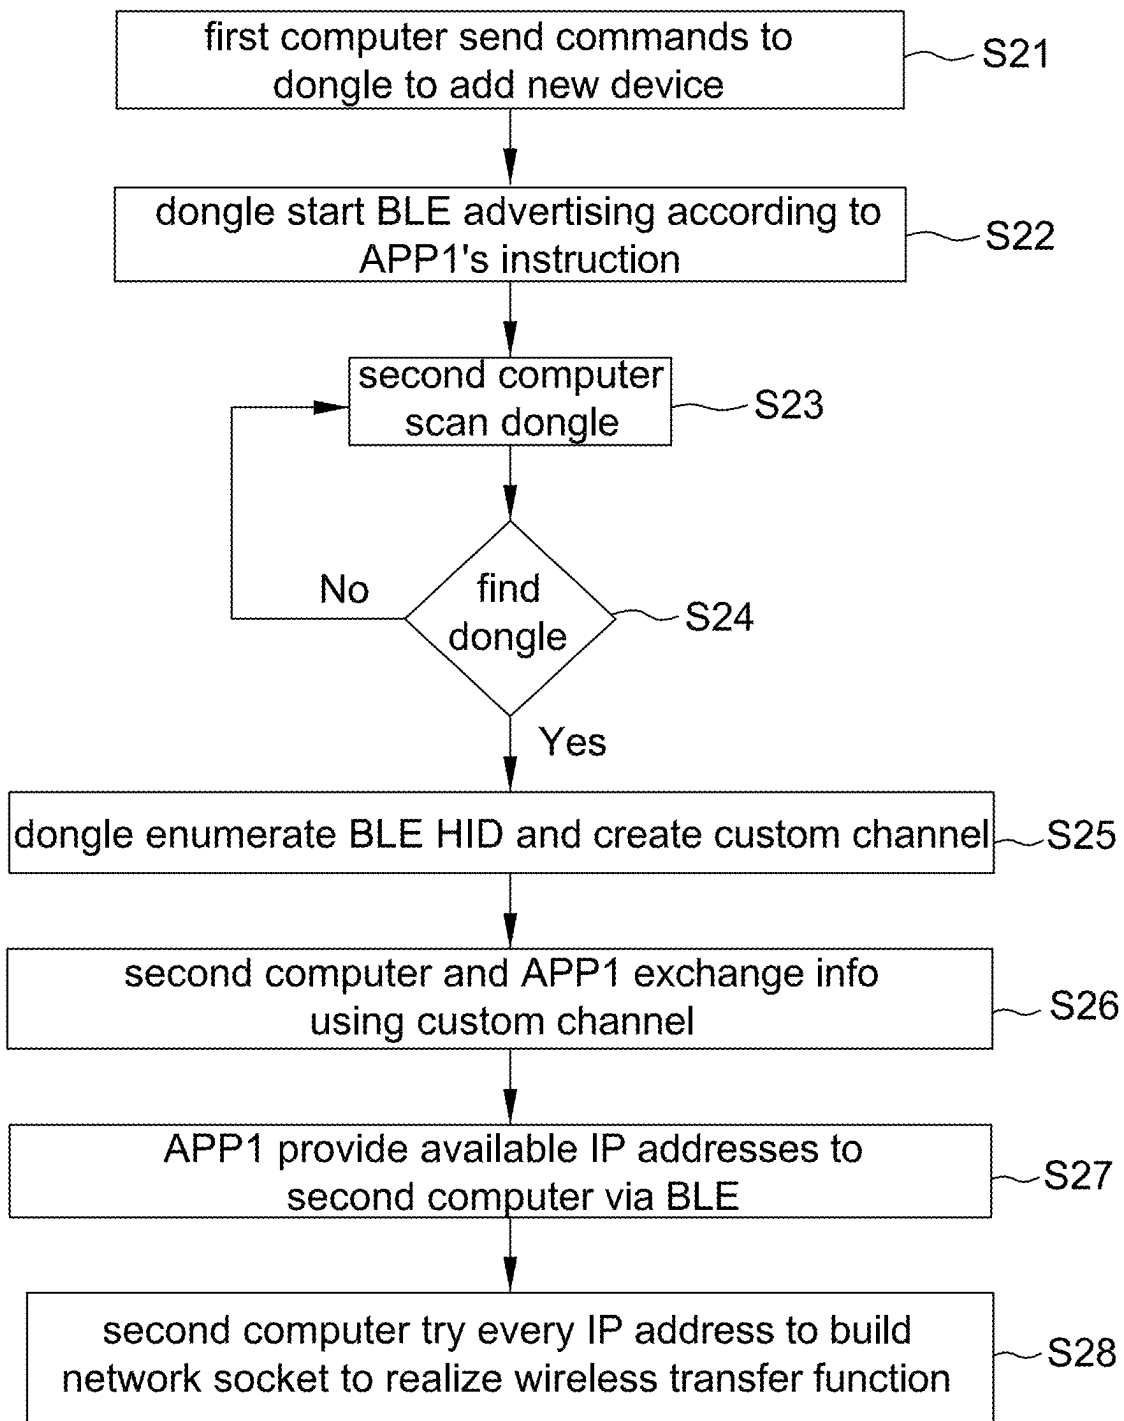 first computer send commands to
dongle to add new device
S21
dongle start BLE advertising according to
APP1's instruction
S22
second computer
scan dongle
S23
find
dongle
S24
No
Yes
dongle enumerate BLE HID and create custom channel
S25
second computer and APP1 exchange info
using custom channel
S26
APP1 provide available IP addresses to
second computer via BLE
S27
second computer try every IP address to build
network socket to realize wireless transfer function
S28